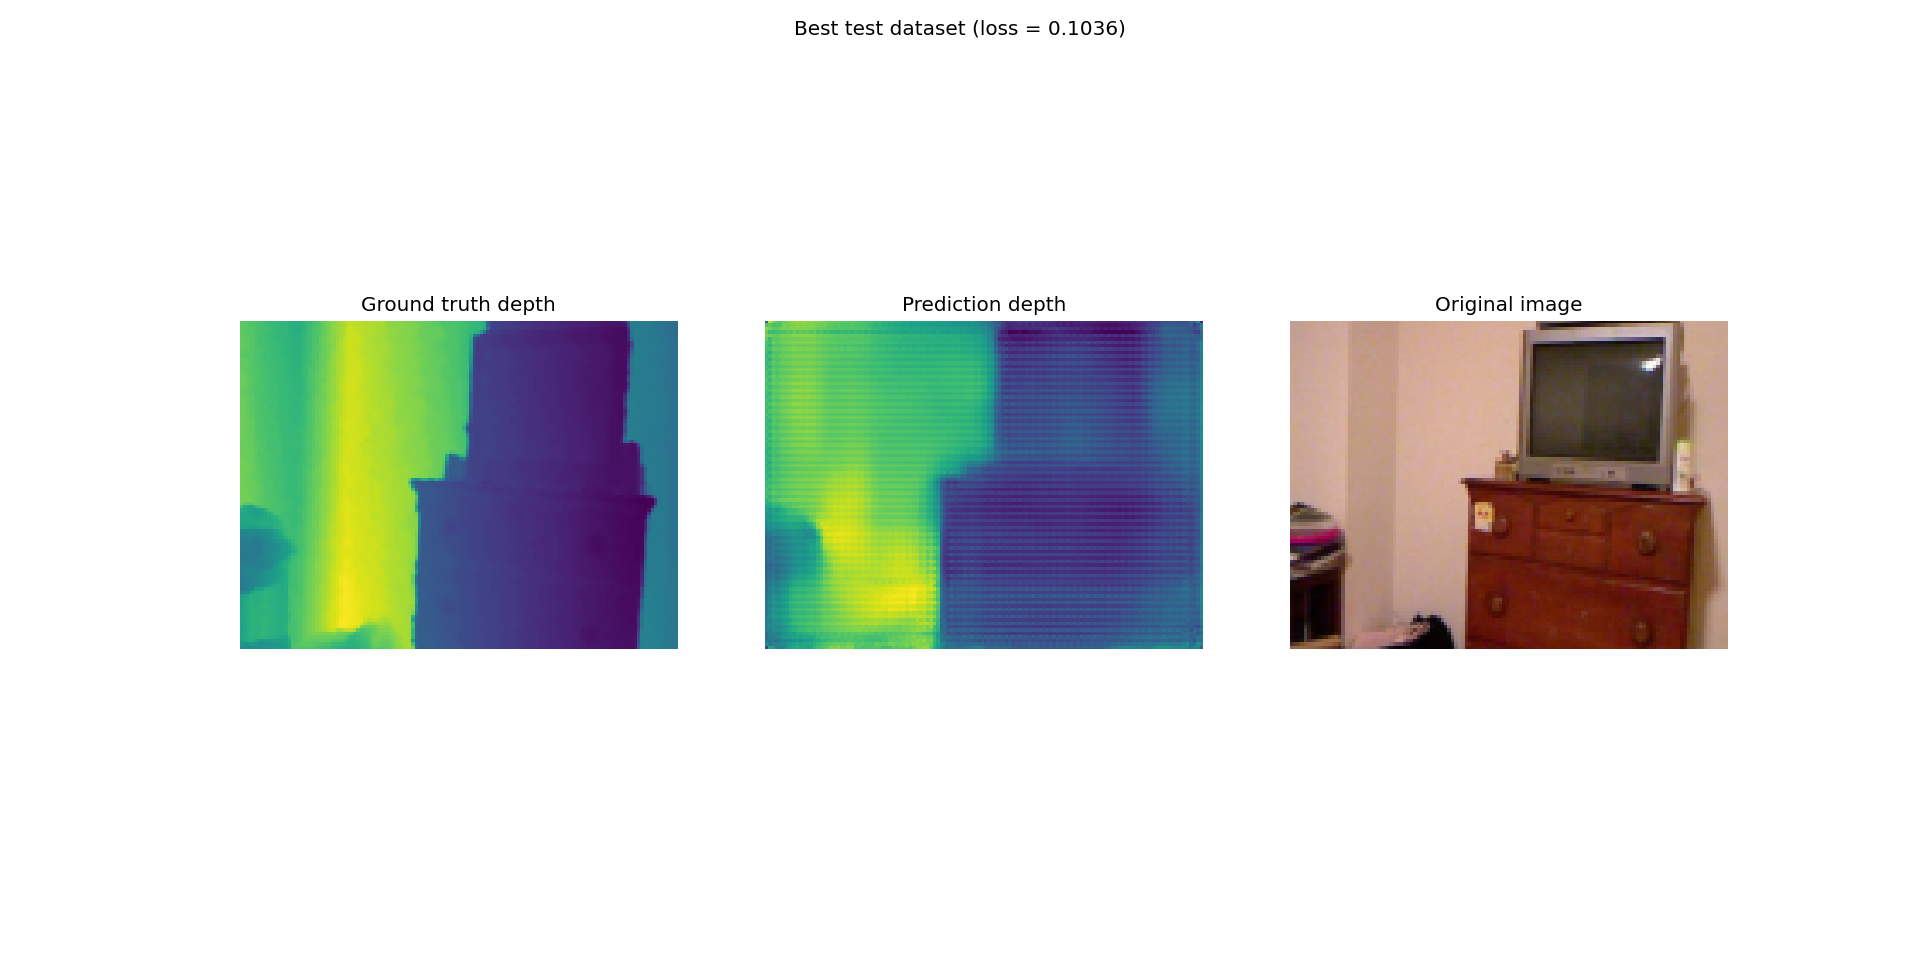 Best test dataset (loss = 0.1036)
Ground truth depth
Prediction depth
Original image